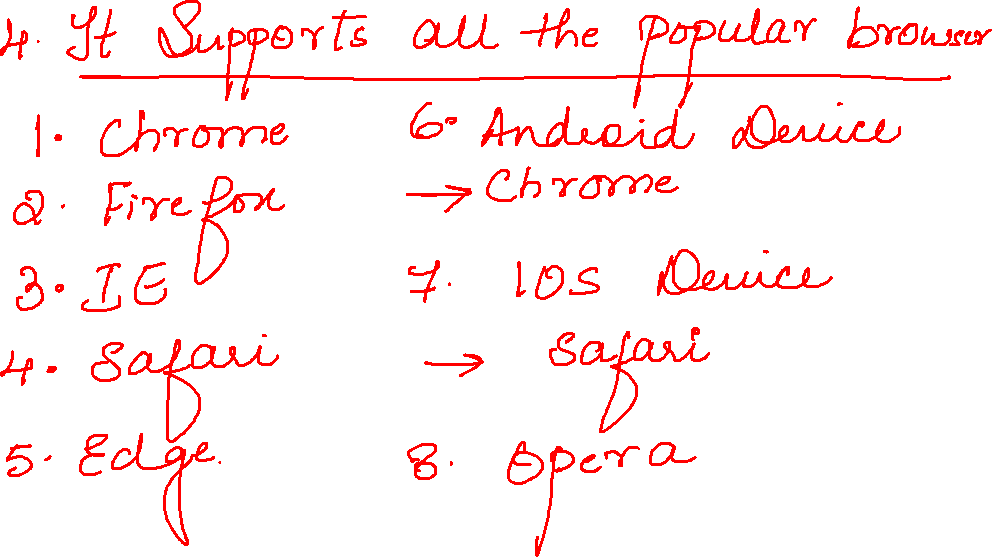 4. It Supports all the popular browser
1. Chrome
2. Firefox
3. IE
4. Safari
5. Edge.
6. Android Device
→ Chrome
7. IOS Device
→ Safari
8. Opera